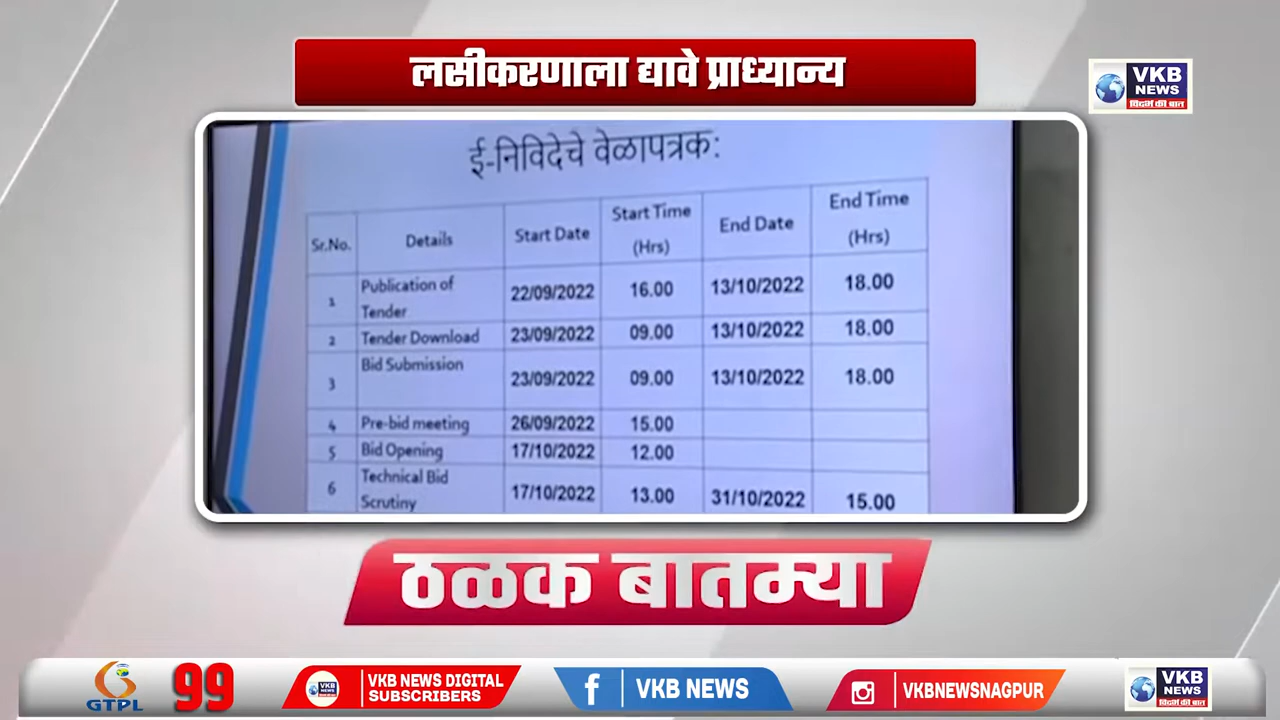 लसीकरणाला द्यावे प्राध्यान्य
VKB
NEWS
विदर्भ की बात
ई-निविदेचे वेळापत्रक:
Sr.No. Details Start Date Start Time (Hrs) End Date End Time (Hrs)
1 Publication of Tender 22/09/2022 16.00 13/10/2022 18.00
2 Tender Download 23/09/2022 09.00 13/10/2022 18.00
3 Bid Submission 23/09/2022 09.00 13/10/2022 18.00
4 Pre-bid meeting 26/09/2022 15.00
5 Bid Opening 17/10/2022 12.00
6 Technical Bid Scrutiny 17/10/2022 13.00 31/10/2022 15.00
ठळक बातम्या
GTPL
99
VKB NEWS DIGITAL
SUBSCRIBERS
VKB NEWS
VKBNEWSNAGPUR
VKB
NEWS
विदर्भ की बात